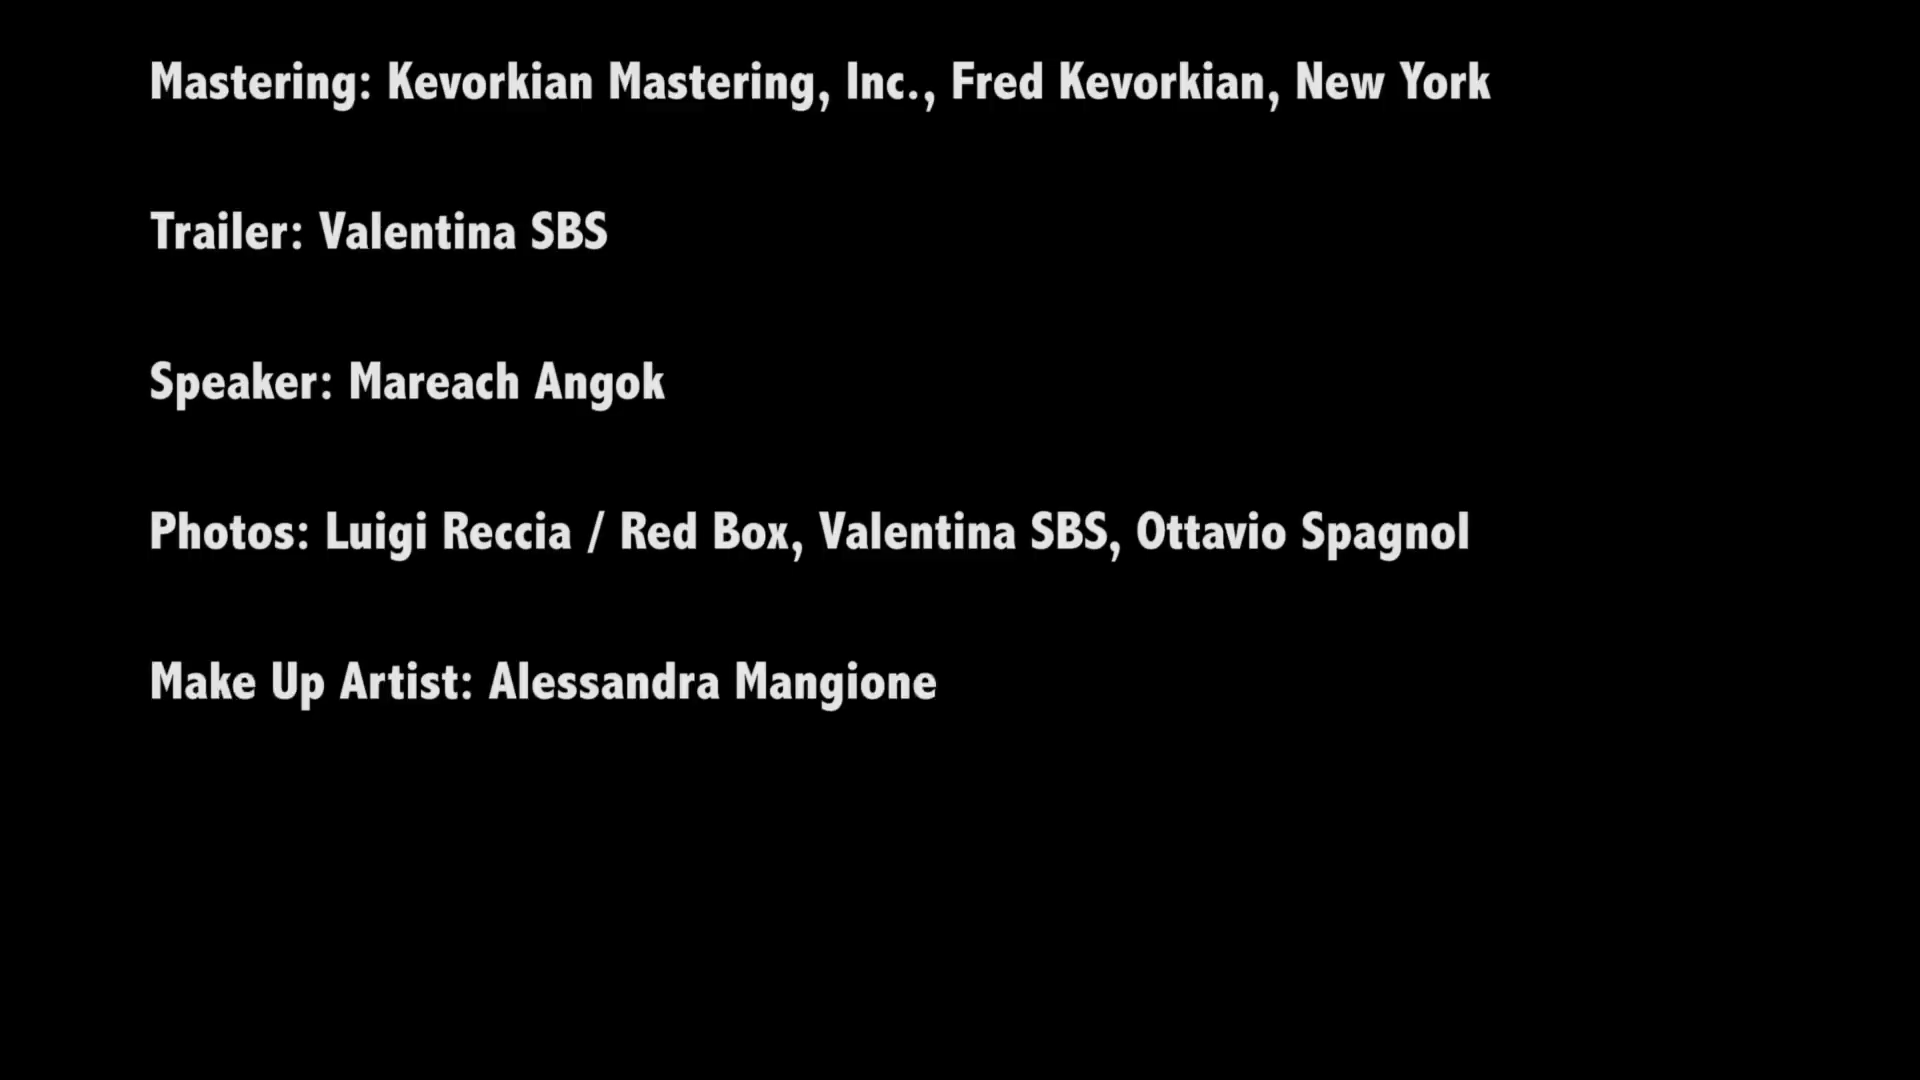 Mastering: Kevorkian Mastering, Inc., Fred Kevorkian, New York
Trailer: Valentina SBS
Speaker: Mareach Angok
Photos: Luigi Reccia / Red Box, Valentina SBS, Ottavio Spagnol
Make Up Artist: Alessandra Mangione